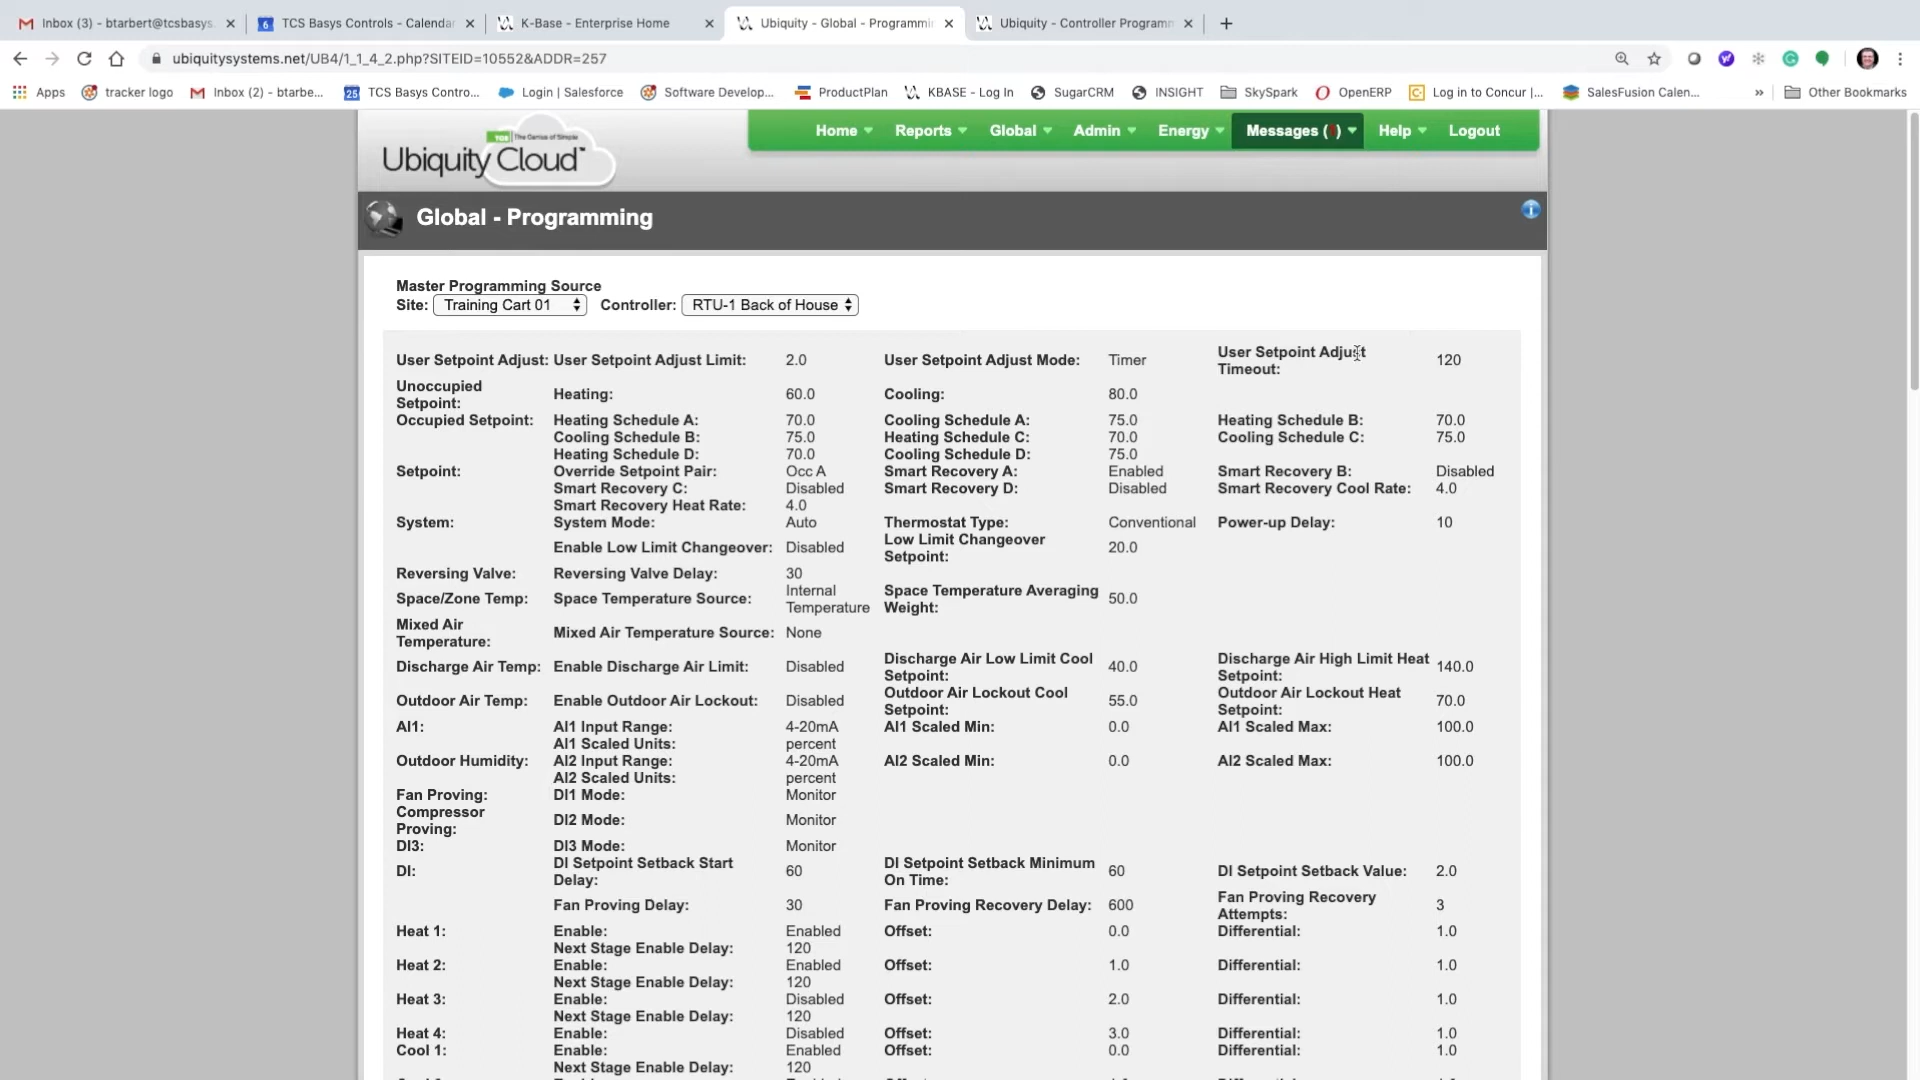 Inbox (3) - btarbert@tcsbasys.
TCS Basys Controls - Calendar
K-Base - Enterprise Home
Ubiquity - Global - Programmin
Ubiquity - Controller Programm
ubiquitysystems.net/UB4/1_1_4_2.php?SITEID=10552&ADDR=257
Apps
tracker logo
Inbox (2) - btarbe...
TCS Basys Contro...
Login | Salesforce
Software Develop...
ProductPlan
KBASE - Log In
SugarCRM
INSIGHT
SkySpark
OpenERP
Log in to Concur |...
SalesFusion Calen...
»
Other Bookmarks
TCS The Genius of Simple
Ubiquity Cloud™
Home Reports Global Admin Energy Messages ( ) Help Logout
Global - Programming
Master Programming Source
Site: Training Cart 01 Controller: RTU-1 Back of House
User Setpoint Adjust: User Setpoint Adjust Limit: 2.0 User Setpoint Adjust Mode: Timer User Setpoint Adjust Timeout: 120
Unoccupied Setpoint: Heating: 60.0 Cooling: 80.0
Occupied Setpoint: Heating Schedule A: 70.0 Cooling Schedule A: 75.0 Heating Schedule B: 70.0
Cooling Schedule B: 75.0 Heating Schedule C: 70.0 Cooling Schedule C: 75.0
Heating Schedule D: 70.0 Cooling Schedule D: 75.0
Setpoint: Override Setpoint Pair: Occ A Smart Recovery A: Enabled Smart Recovery B: Disabled
Smart Recovery C: Disabled Smart Recovery D: Disabled Smart Recovery Cool Rate: 4.0
Smart Recovery Heat Rate: 4.0
System: System Mode: Auto Thermostat Type: Conventional Power-up Delay: 10
Enable Low Limit Changeover: Disabled Low Limit Changeover Setpoint: 20.0
Reversing Valve: Reversing Valve Delay: 30
Space/Zone Temp: Space Temperature Source: Internal Temperature Space Temperature Averaging Weight: 50.0
Mixed Air Temperature: Mixed Air Temperature Source: None
Discharge Air Temp: Enable Discharge Air Limit: Disabled Discharge Air Low Limit Cool Setpoint: 40.0 Discharge Air High Limit Heat Setpoint: 140.0
Outdoor Air Temp: Enable Outdoor Air Lockout: Disabled Outdoor Air Lockout Cool Setpoint: 55.0 Outdoor Air Lockout Heat Setpoint: 70.0
AI1: AI1 Input Range: 4-20mA AI1 Scaled Min: 0.0 AI1 Scaled Max: 100.0
AI1 Scaled Units: percent
Outdoor Humidity: AI2 Input Range: 4-20mA AI2 Scaled Min: 0.0 AI2 Scaled Max: 100.0
AI2 Scaled Units: percent
Fan Proving: DI1 Mode: Monitor
Compressor Proving: DI2 Mode: Monitor
DI3: DI3 Mode: Monitor
DI: DI Setpoint Setback Start Delay: 60 DI Setpoint Setback Minimum On Time: 60 DI Setpoint Setback Value: 2.0
Fan Proving Delay: 30 Fan Proving Recovery Delay: 600 Fan Proving Recovery Attempts: 3
Heat 1: Enable: Enabled Offset: 0.0 Differential: 1.0
Next Stage Enable Delay: 120
Heat 2: Enable: Enabled Offset: 1.0 Differential: 1.0
Next Stage Enable Delay: 120
Heat 3: Enable: Disabled Offset: 2.0 Differential: 1.0
Next Stage Enable Delay: 120
Heat 4: Enable: Disabled Offset: 3.0 Differential: 1.0
Cool 1: Enable: Enabled Offset: 0.0 Differential: 1.0
Next Stage Enable Delay: 120